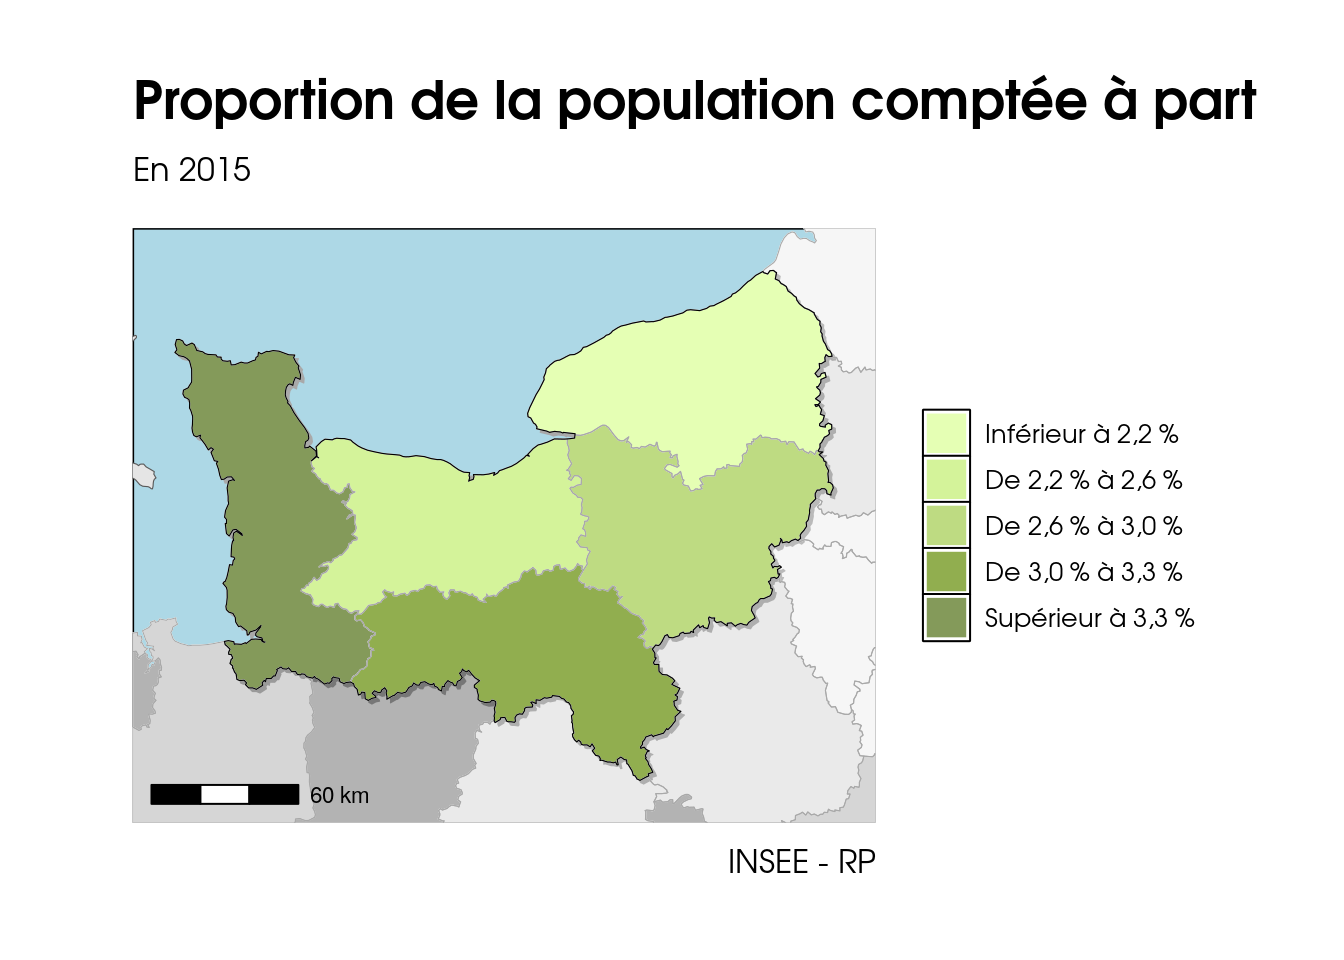 Proportion de la population comptée à part
En 2015
Inférieur à 2,2 %
De 2,2 % à 2,6 %
De 2,6 % à 3,0 %
De 3,0 % à 3,3 %
Supérieur à 3,3 %
60 km
INSEE - RP